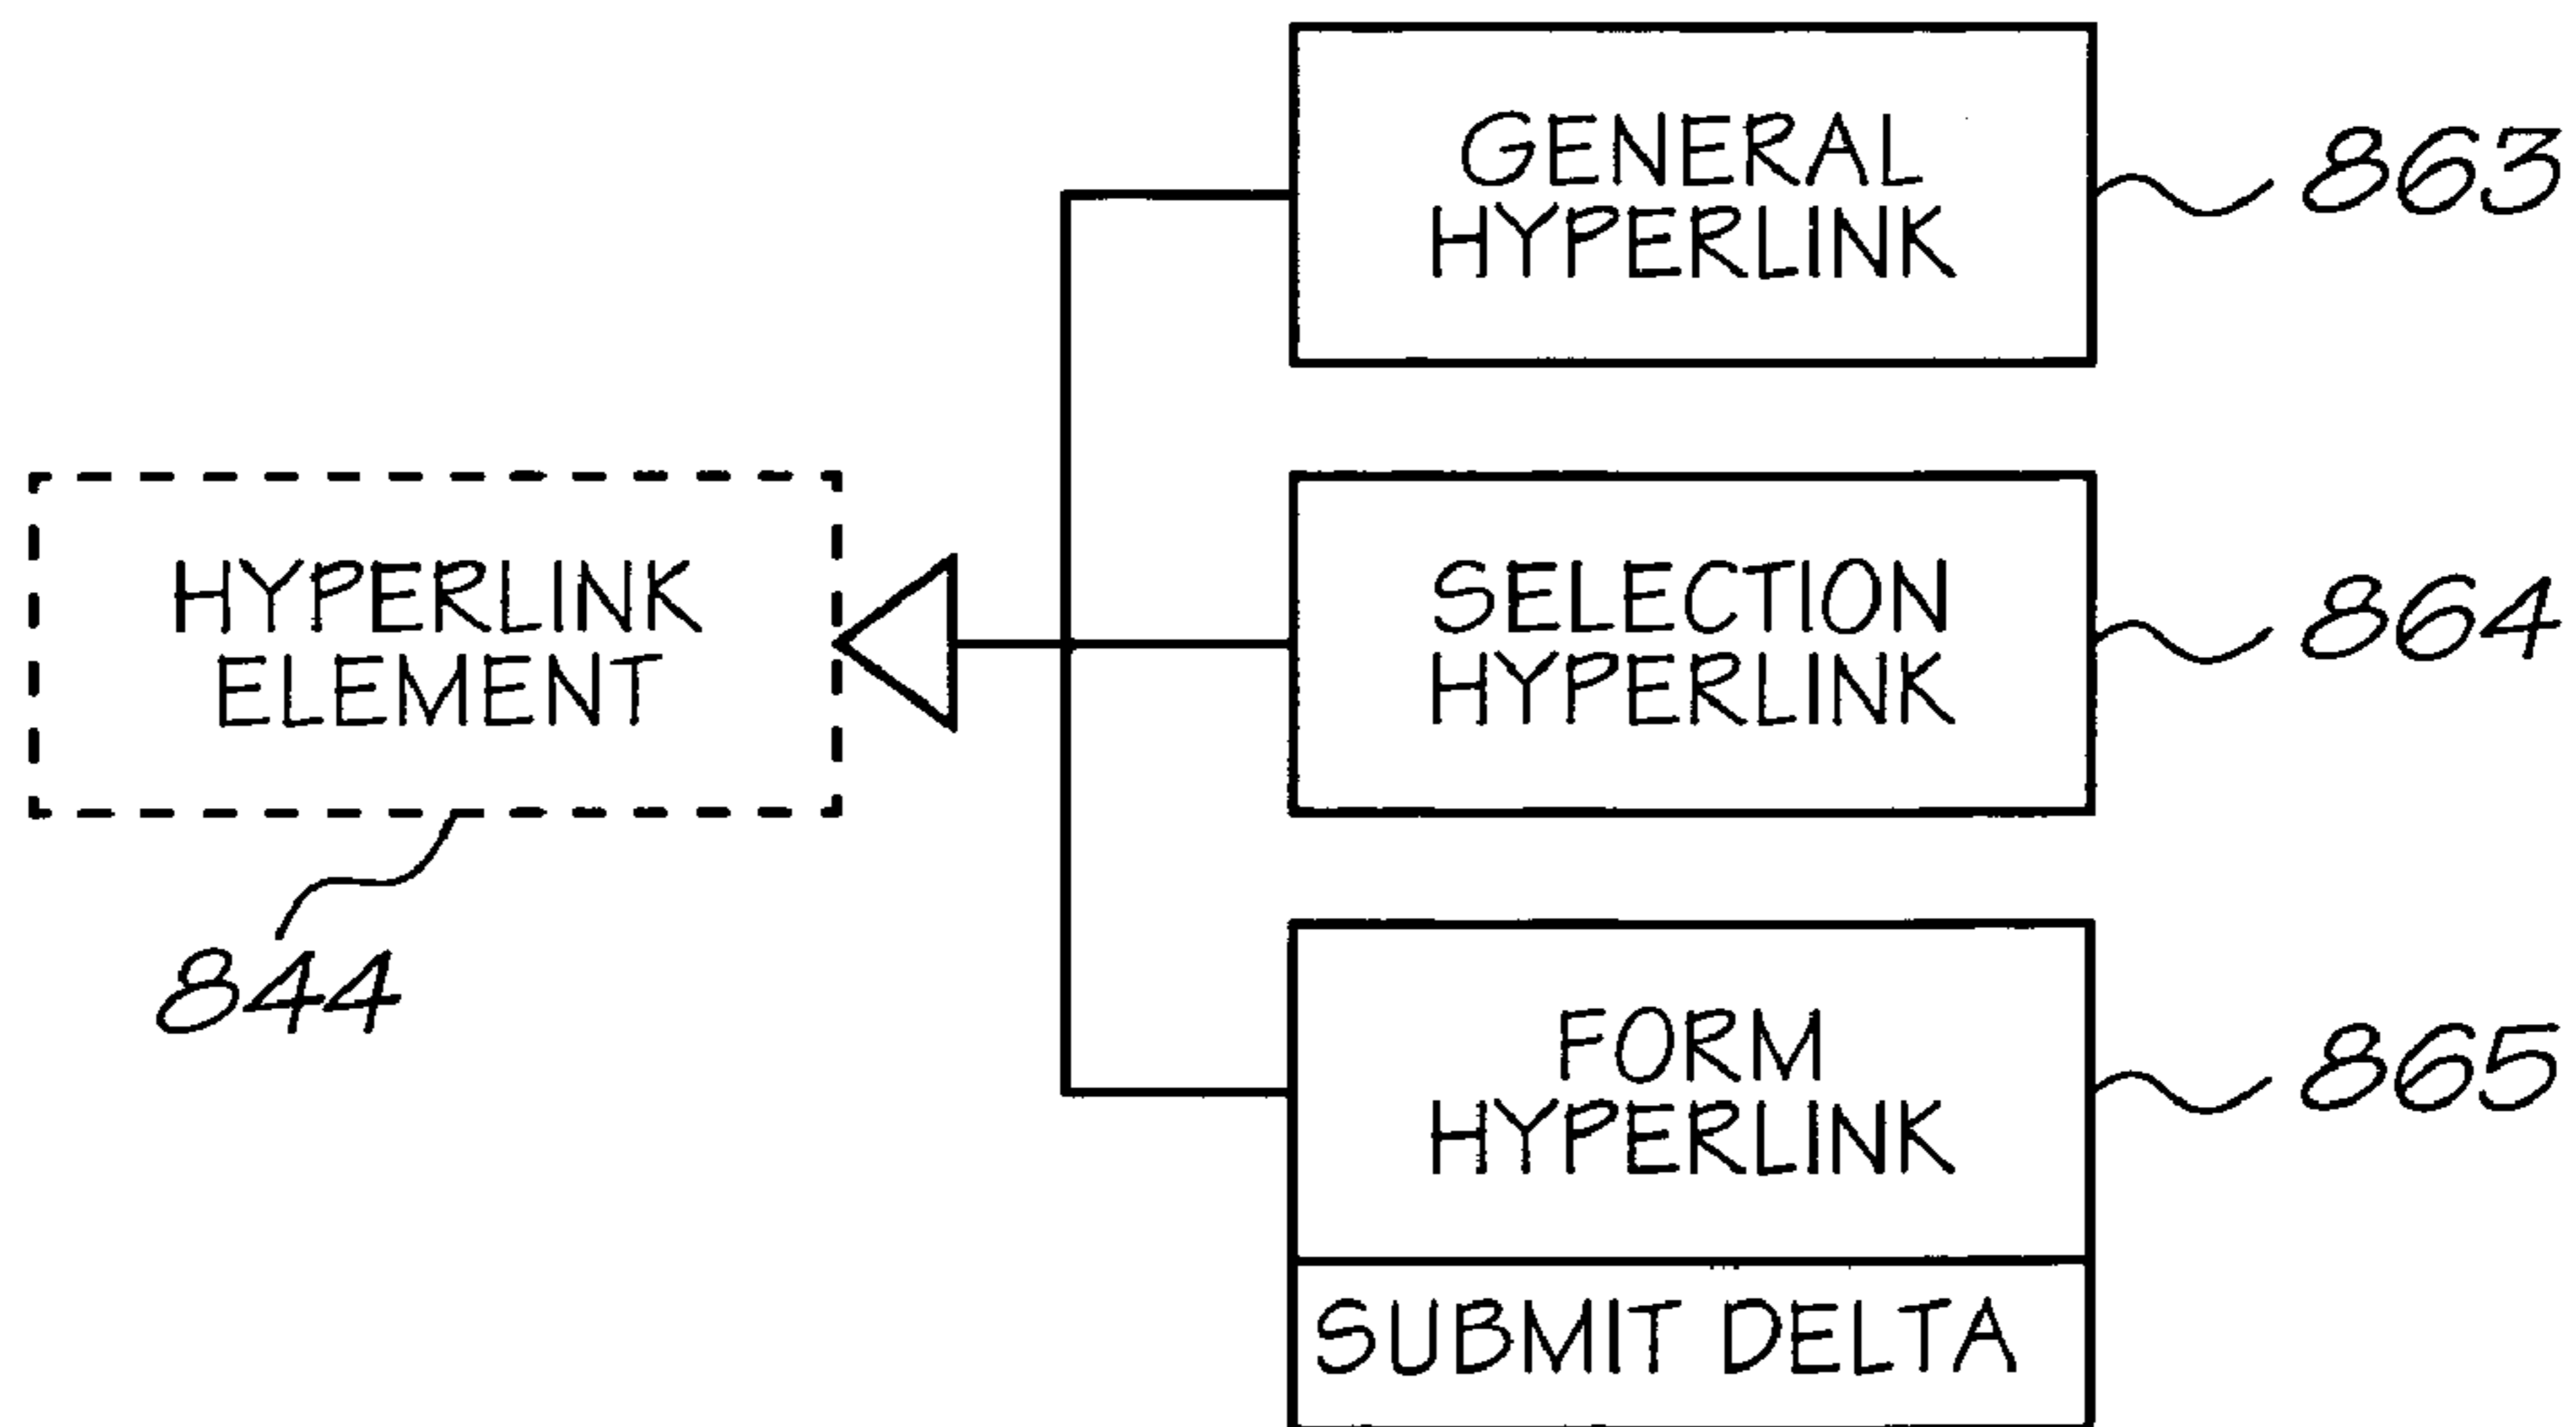 GENERAL
HYPERLINK
863
HYPERLINK
ELEMENT
844
SELECTION
HYPERLINK
864
FORM
HYPERLINK
865
SUBMIT DELTA